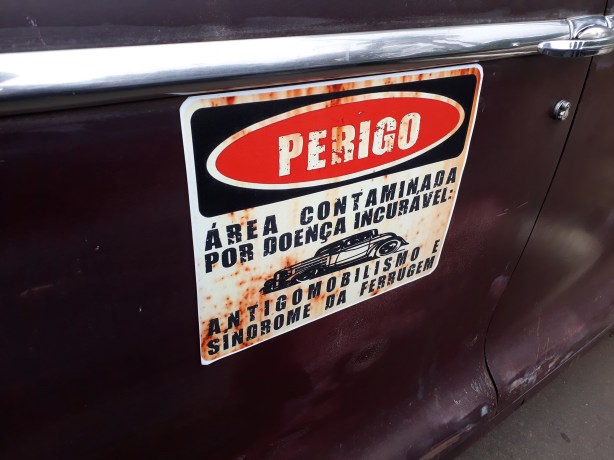 PERIGO
ÁREA CONTAMINADA
POR DOENÇA INCURÁVEL:
ANTIGOMOBILISMO E
SÍNDROME DA FERRUGEM